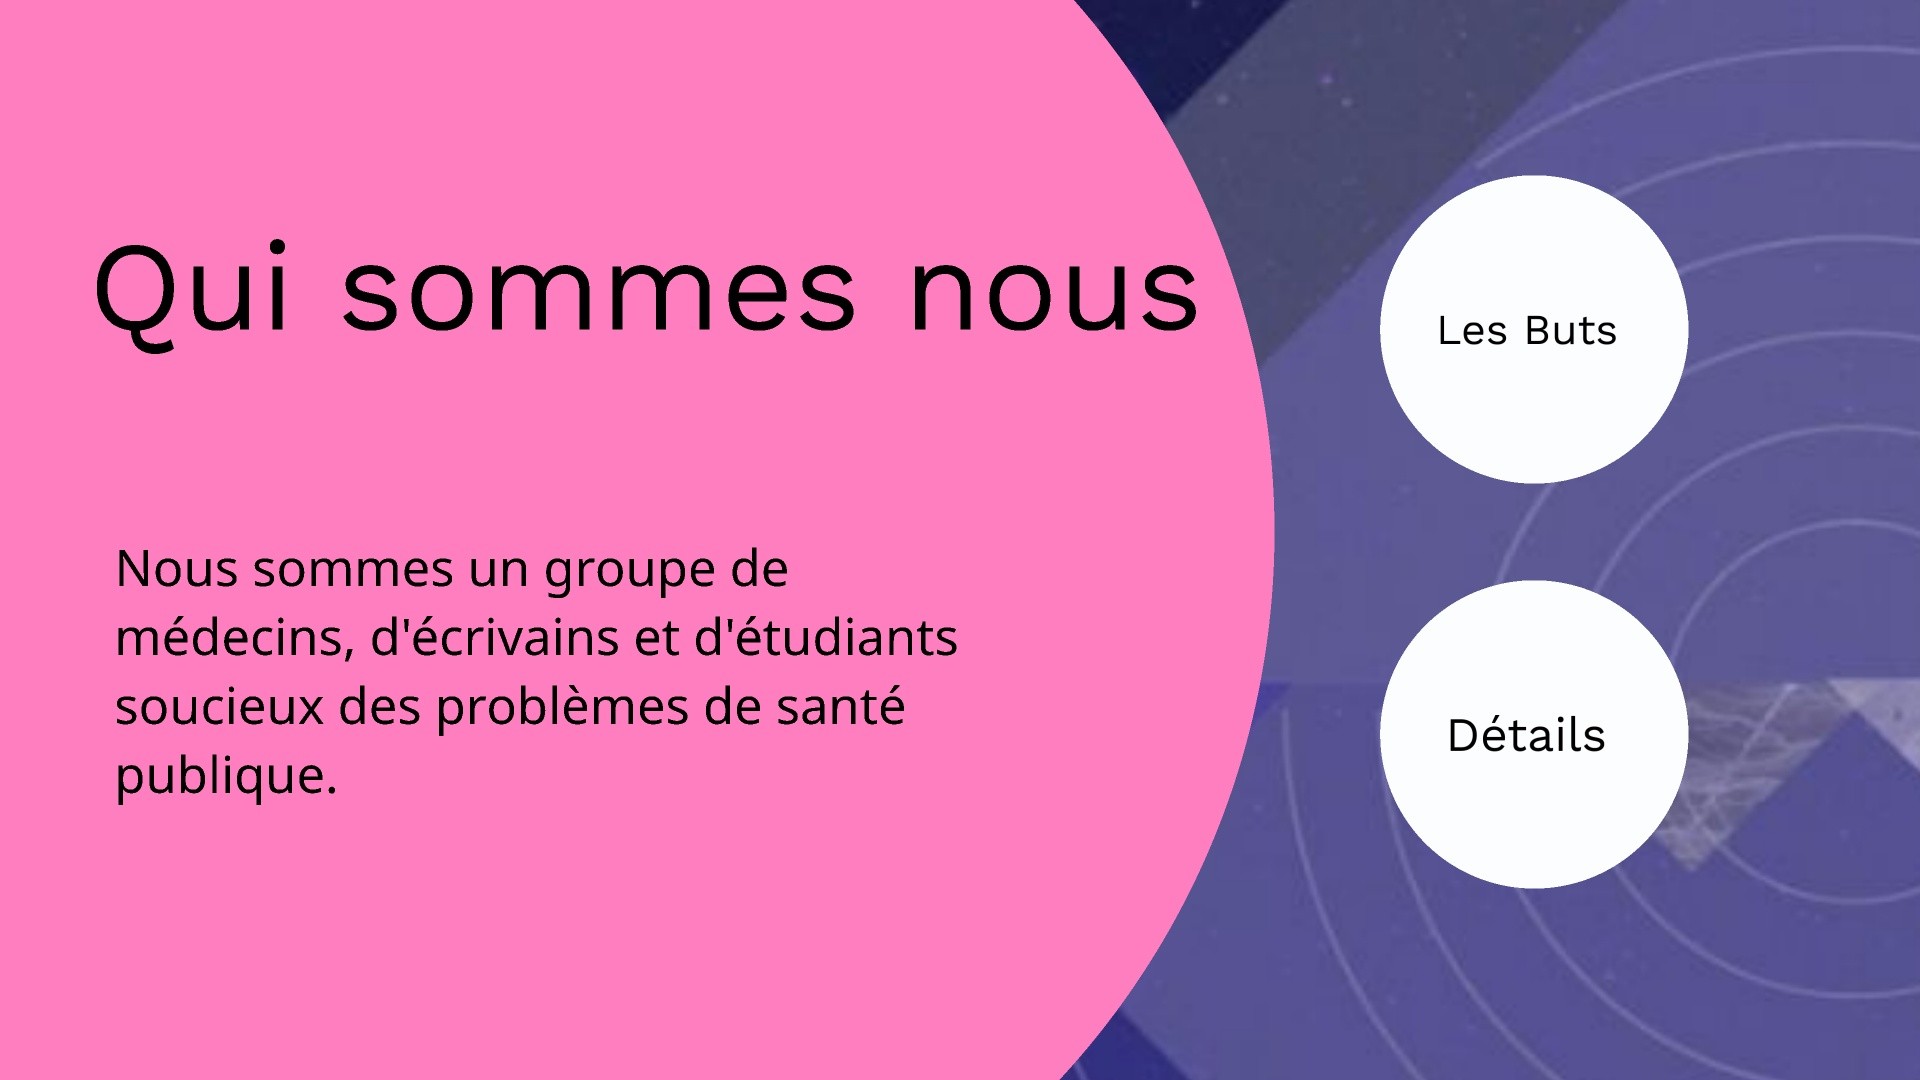 Qui sommes nous
Nous sommes un groupe de
médecins, d'écrivains et d'étudiants
soucieux des problèmes de santé
publique.
Les Buts
Détails